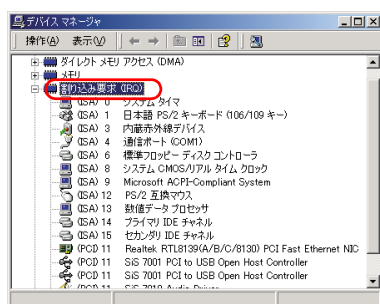 デバイス マネージャ
操作(A) 表示(V)
ダイレクト メモリ アクセス (DMA)
メモリ
割り込み要求 (IRQ)
(ISA) 0 システム タイマ
(ISA) 1 日本語 PS/2 キーボード (106/109 キー)
(ISA) 3 内蔵赤外線デバイス
(ISA) 4 通信ポート (COM1)
(ISA) 6 標準フロッピー ディスク コントローラ
(ISA) 8 システム CMOS/リアル タイム クロック
(ISA) 9 Microsoft ACPI-Compliant System
(ISA) 12 PS/2 互換マウス
(ISA) 13 数値データ プロセッサ
(ISA) 14 プライマリ IDE チャネル
(ISA) 15 セカンダリ IDE チャネル
(PCI) 11 Realtek RTL8139(A/B/C/8130) PCI Fast Ethernet NIC
(PCI) 11 SiS 7001 PCI to USB Open Host Controller
(PCI) 11 SiS 7001 PCI to USB Open Host Controller
(PCI) 11 SiS 7018 Audio Driver